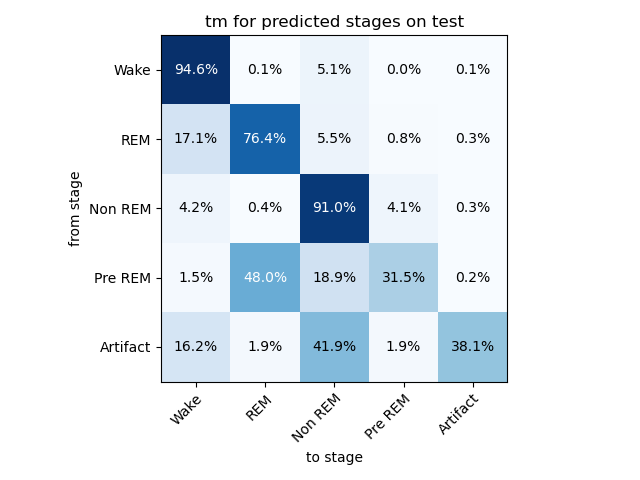 tm for predicted stages on test
Wake 94.6% 0.1% 5.1% 0.0% 0.1%
REM 17.1% 76.4% 5.5% 0.8% 0.3%
Non REM 4.2% 0.4% 91.0% 4.1% 0.3%
Pre REM 1.5% 48.0% 18.9% 31.5% 0.2%
Artifact 16.2% 1.9% 41.9% 1.9% 38.1%
from stage
Wake REM Non REM Pre REM Artifact
to stage